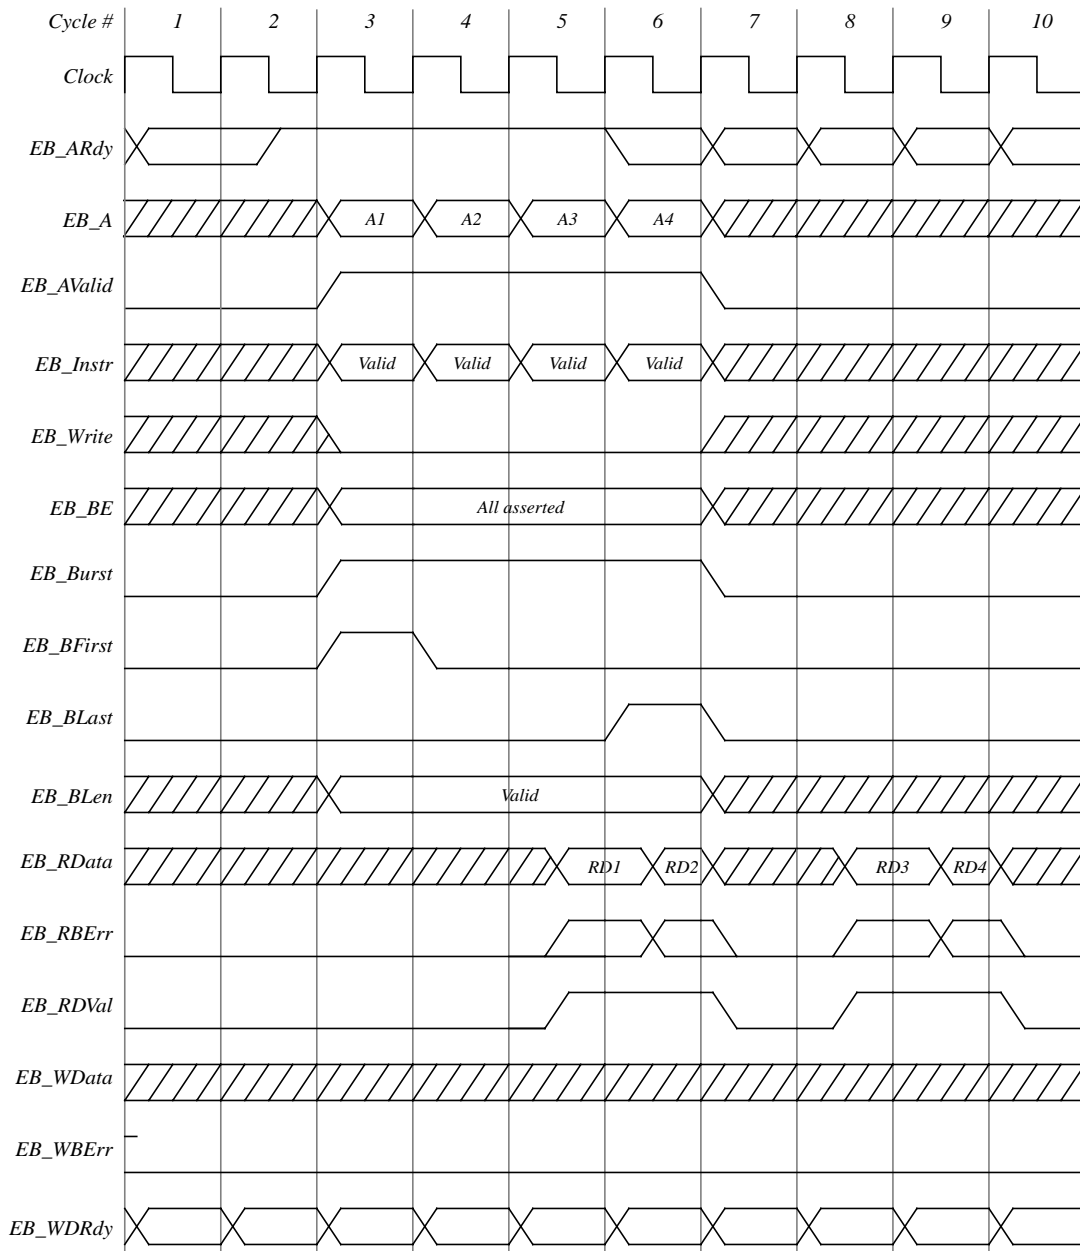 Cycle # 1 2 3 4 5 6 7 8 9 10
Clock
EB_ARdy
EB_A A1 A2 A3 A4
EB_AValid
EB_Instr Valid Valid Valid Valid
EB_Write
EB_BE All asserted
EB_Burst
EB_BFirst
EB_BLast
EB_BLen Valid
EB_RData RD1 RD2 RD3 RD4
EB_RBErr
EB_RDVal
EB_WData
EB_WBErr
EB_WDRdy